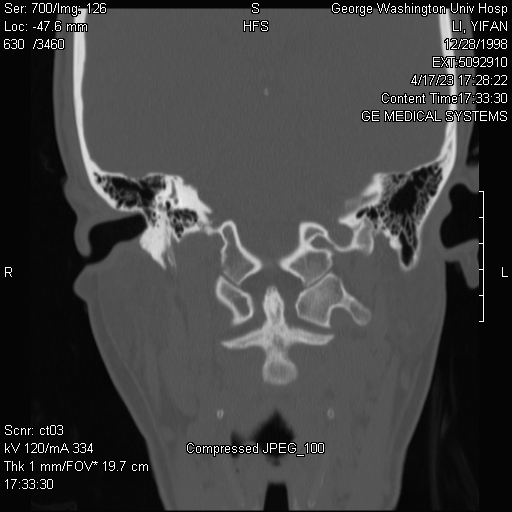 Ser: 700/Img: 126
Loc: -47.6 mm
630 /3460
S
HFS
George Washington Univ Hosp
LI, YIFAN
12/28/1998
EXT:5092910
4/17/23 17:28:22
Content Time17:33:30
GE MEDICAL SYSTEMS
R
L
Scnr: ct03
kV 120/mA 334
Thk 1 mm/FOV* 19.7 cm
17:33:30
Compressed JPEG_100